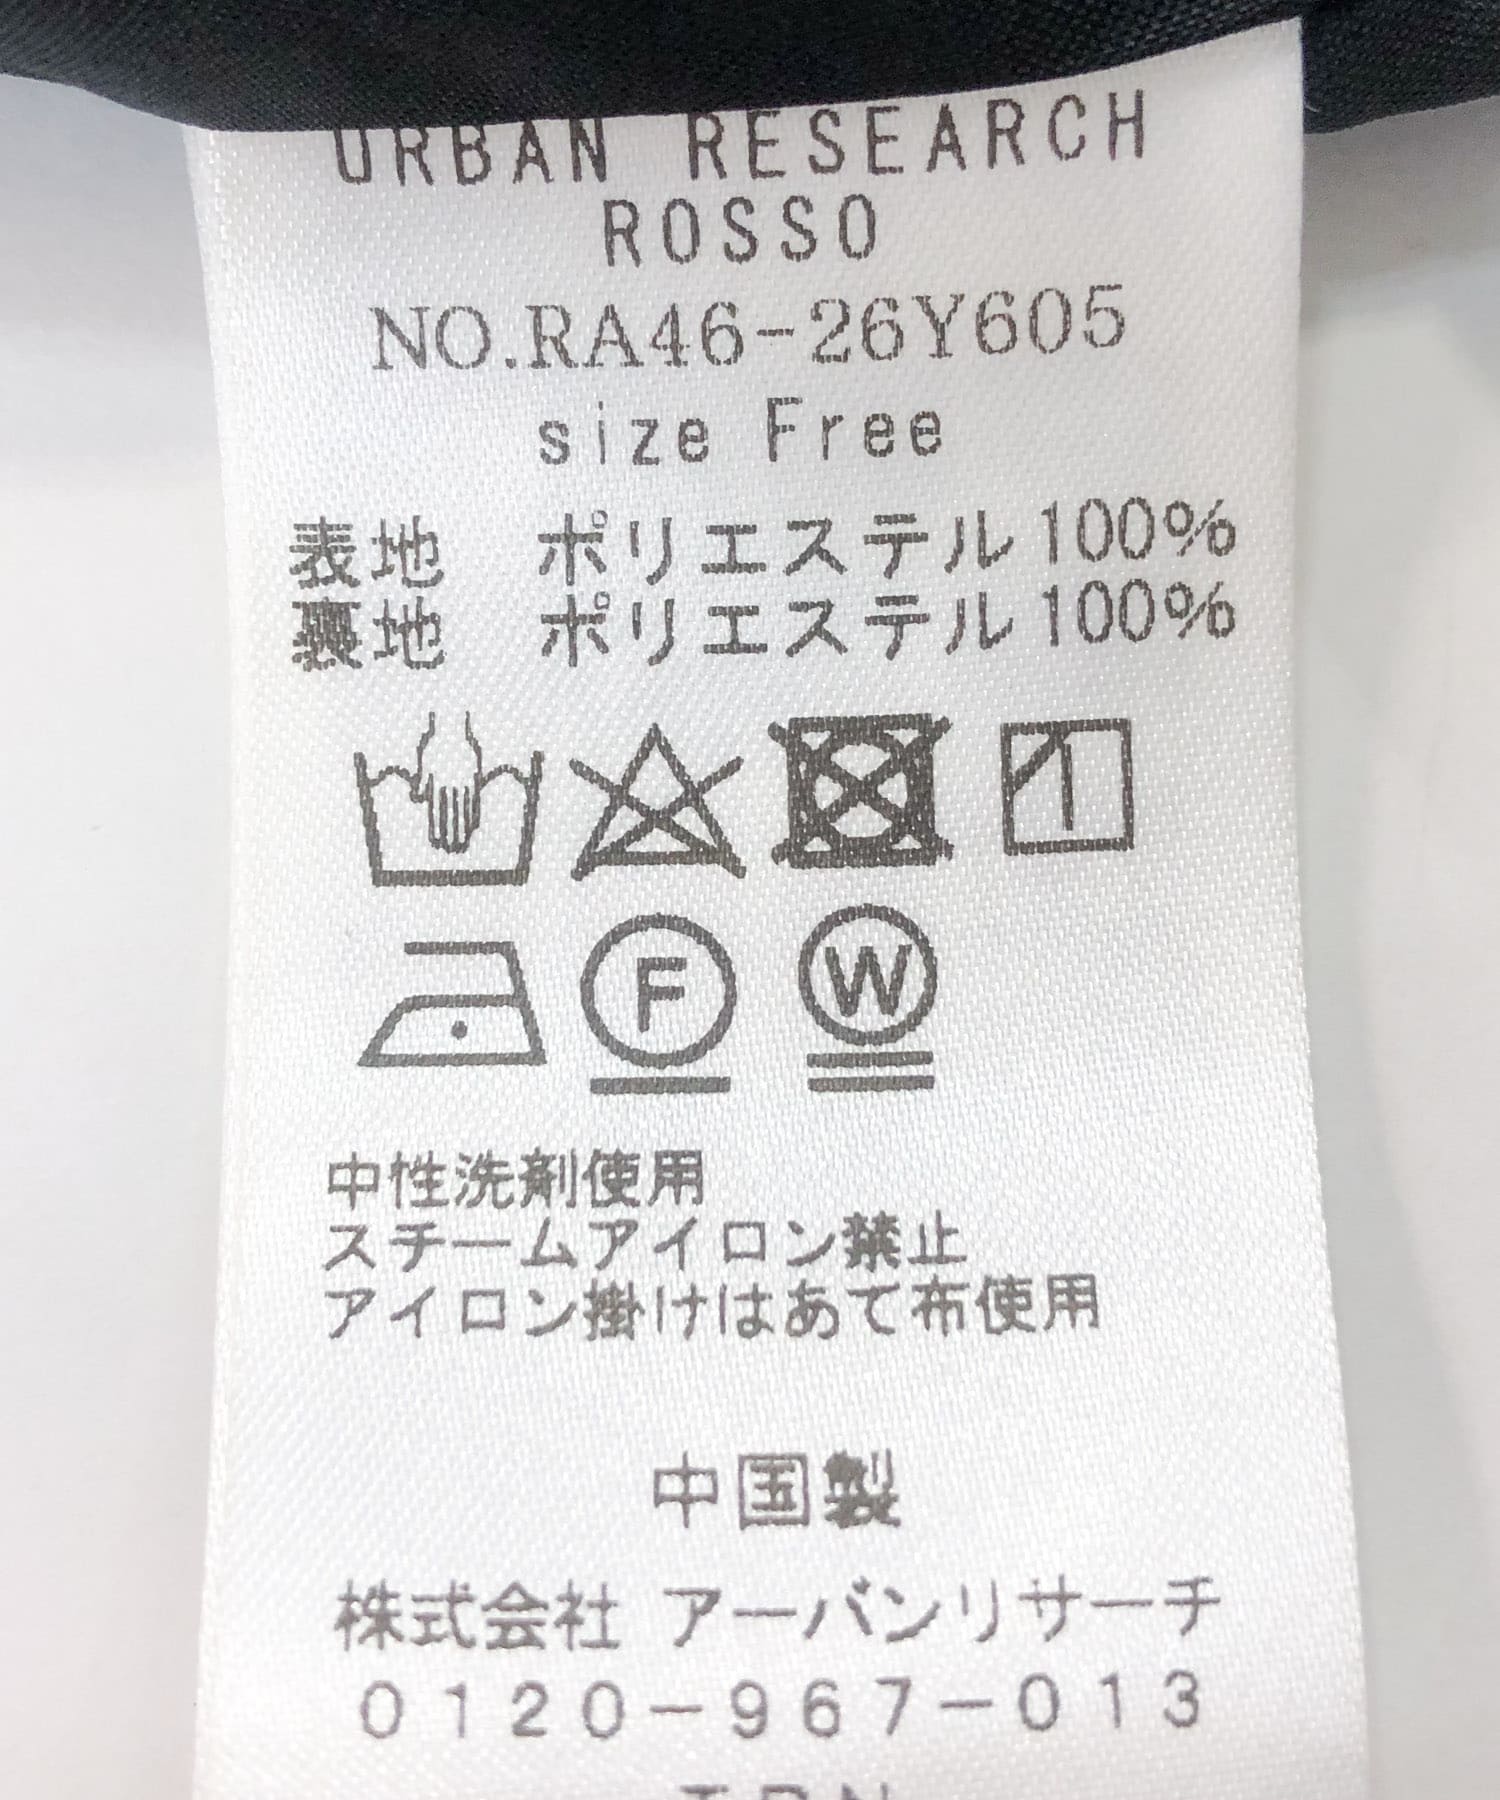 URBAN RESEARCH
ROSSO
NO.RA46-26Y605
size Free
表地 ポリエステル100%
裏地 ポリエステル100%
F W
中性洗剤使用
スチームアイロン禁止
アイロン掛けはあて布使用
中国製
株式会社 アーバンリサーチ
0120-967-013